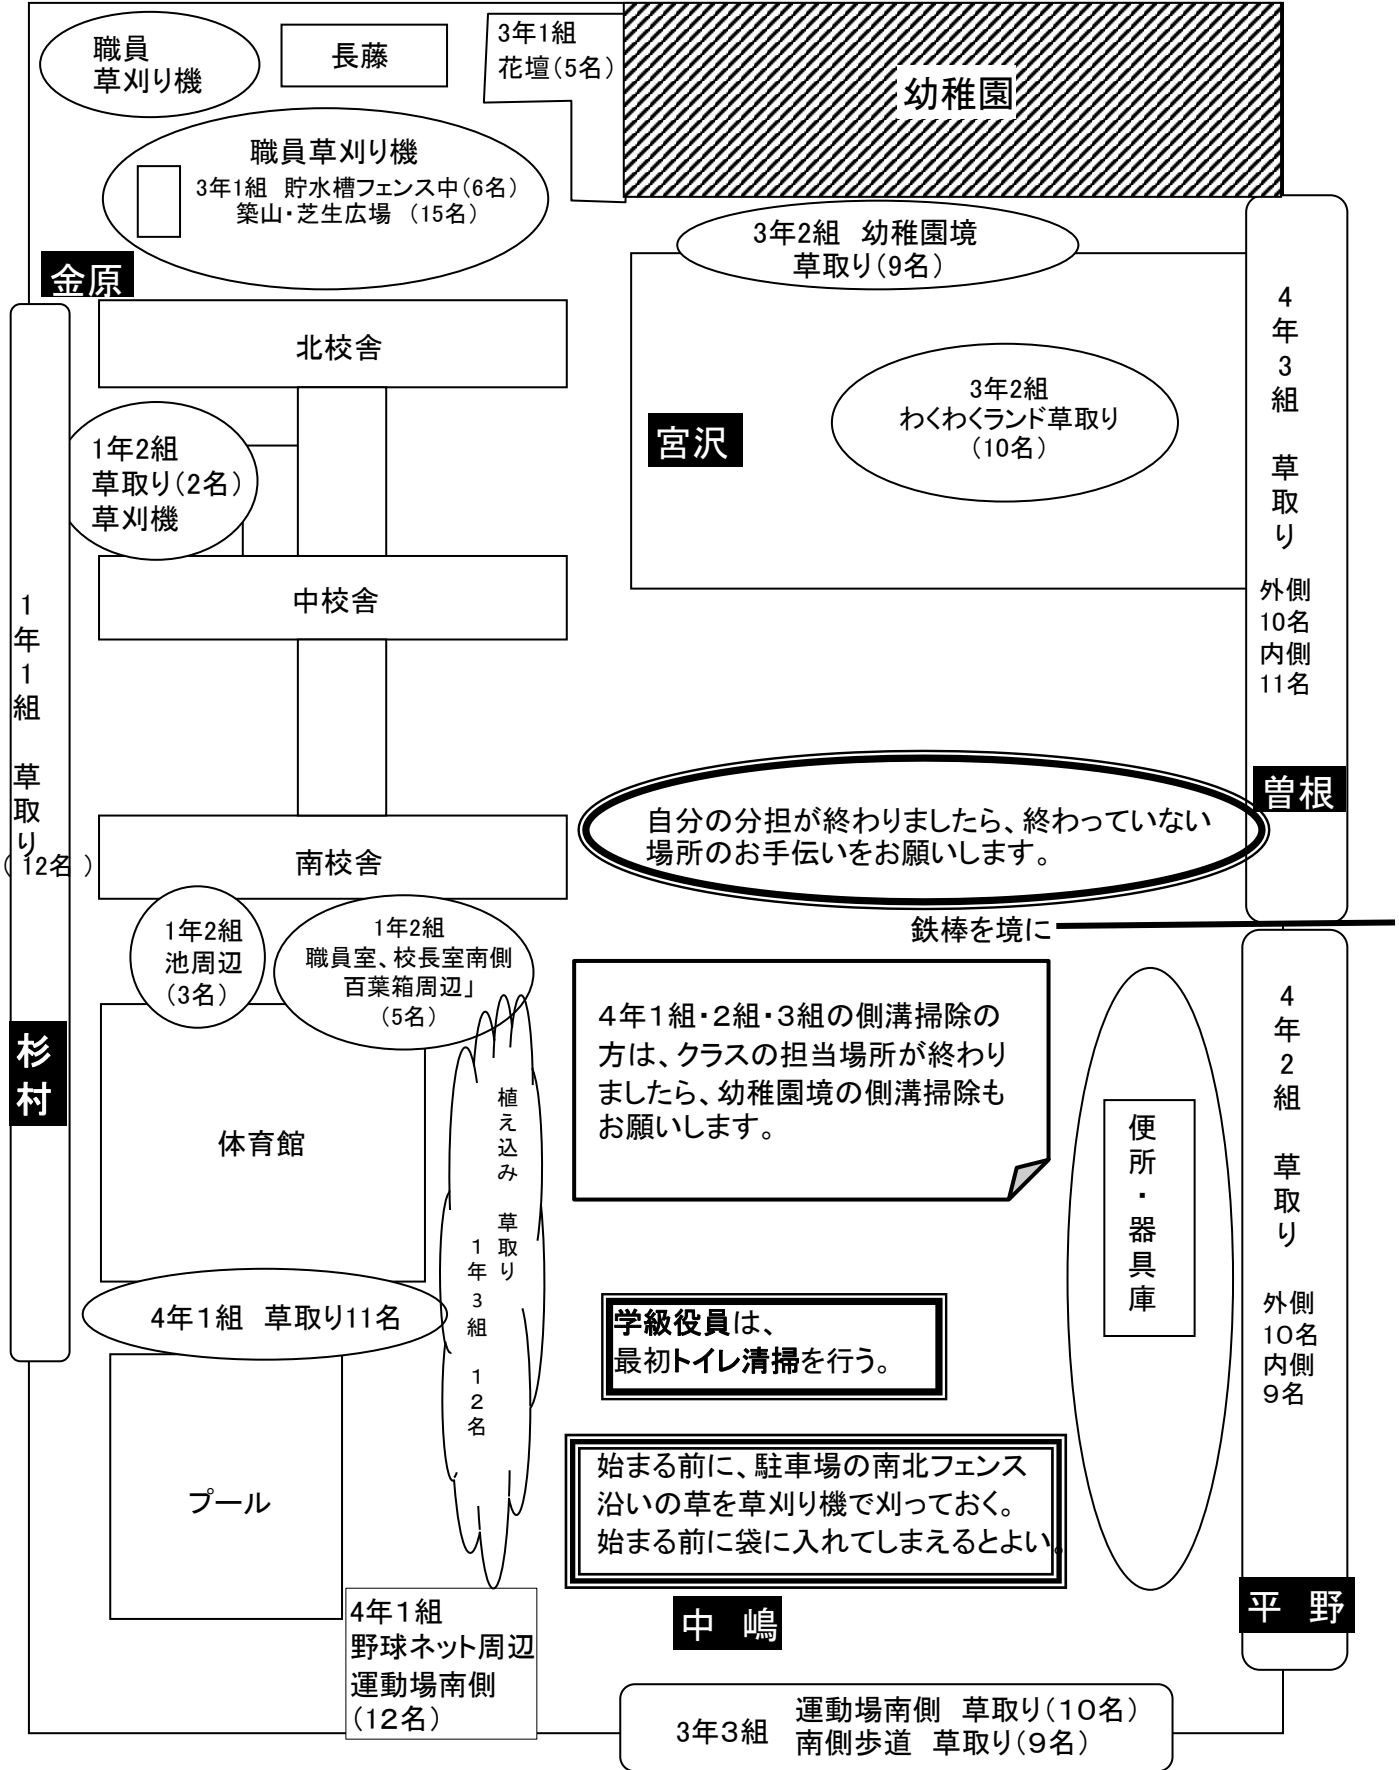 職員
草刈り機
長藤
3年1組
花壇(5名)
幼稚園
職員草刈り機
3年1組 貯水槽フェンス中(6名)
築山・芝生広場 (15名)
3年2組 幼稚園境
草取り(9名)
金原
北校舎
4年3組 草取り
外側
10名
内側
11名
3年2組
わくわくランド草取り
(10名)
宮沢
1年2組
草取り(2名)
草刈機
中校舎
1年1組 草取り
(12名)
曽根
自分の分担が終わりましたら、終わっていない
場所のお手伝いをお願いします。
南校舎
鉄棒を境に
1年2組
池周辺
(3名)
1年2組
職員室、校長室南側
百葉箱周辺」
(5名)
4年1組・2組・3組の側溝掃除の
方は、クラスの担当場所が終わり
ましたら、幼稚園境の側溝掃除も
お願いします。
4年2組 草取り
外側
10名
内側
9名
杉村
植え込み 草取り
1年3組 12名
体育館
便所・器具庫
4年1組 草取り11名
学級役員は、
最初トイレ清掃を行う。
プール
始まる前に、駐車場の南北フェンス
沿いの草を草刈り機で刈っておく。
始まる前に袋に入れてしまえるとよい。
平 野
4年1組
野球ネット周辺
運動場南側
(12名)
中 嶋
3年3組
運動場南側 草取り(10名)
南側歩道 草取り(9名)